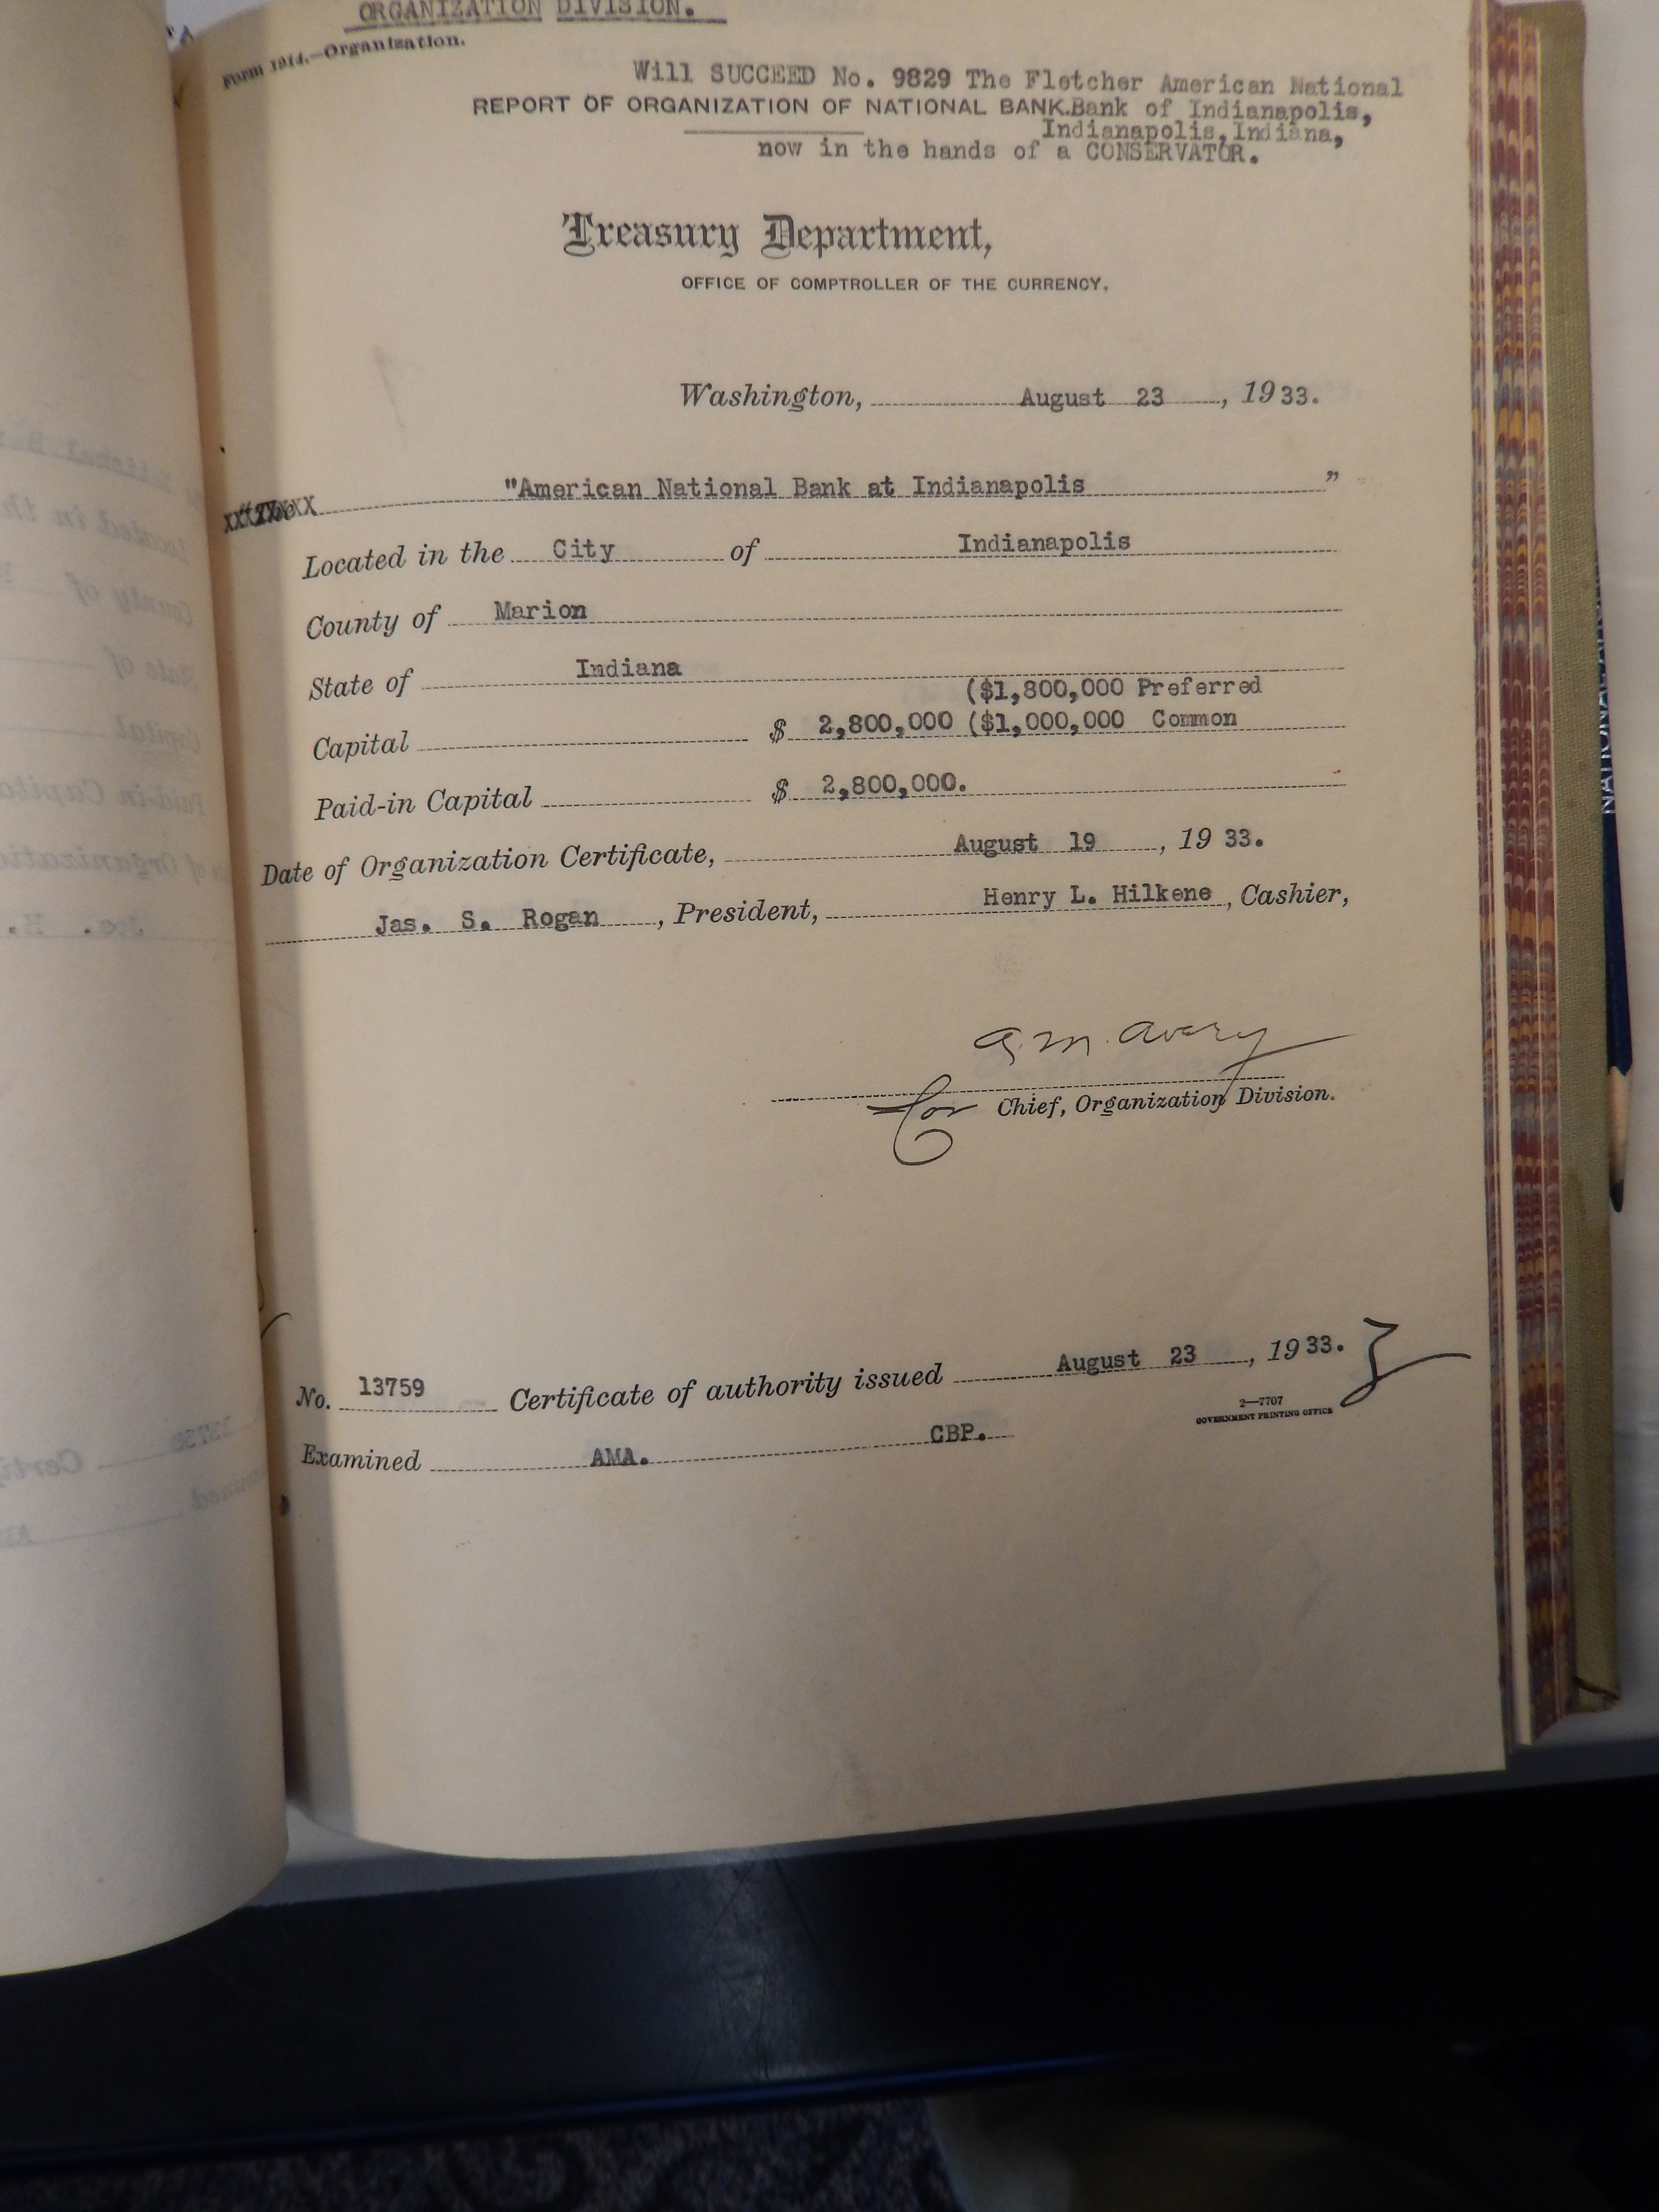 ORGANIZATION DIVISION.
Form 1914.—Organization.
Will SUCCEED No. 9829 The Fletcher American National
REPORT OF ORGANIZATION OF NATIONAL BANK. Bank of Indianapolis,
Indianapolis, Indiana,
now in the hands of a CONSERVATOR.
Treasury Department,
OFFICE OF COMPTROLLER OF THE CURRENCY,
Washington, August 23, 1933.
"American National Bank at Indianapolis"
Located in the City of Indianapolis
County of Marion
State of Indiana
($1,800,000 Preferred
Capital $ 2,800,000 ($1,000,000 Common
Paid-in Capital $ 2,800,000.
Date of Organization Certificate, August 19, 1933.
Jas. S. Rogan, President, Henry L. Hilkene, Cashier,
A. M. Avery
for Chief, Organization Division.
No. 13759 Certificate of authority issued August 23, 1933.
2—7707
GOVERNMENT PRINTING OFFICE
Examined AMA. CBP.